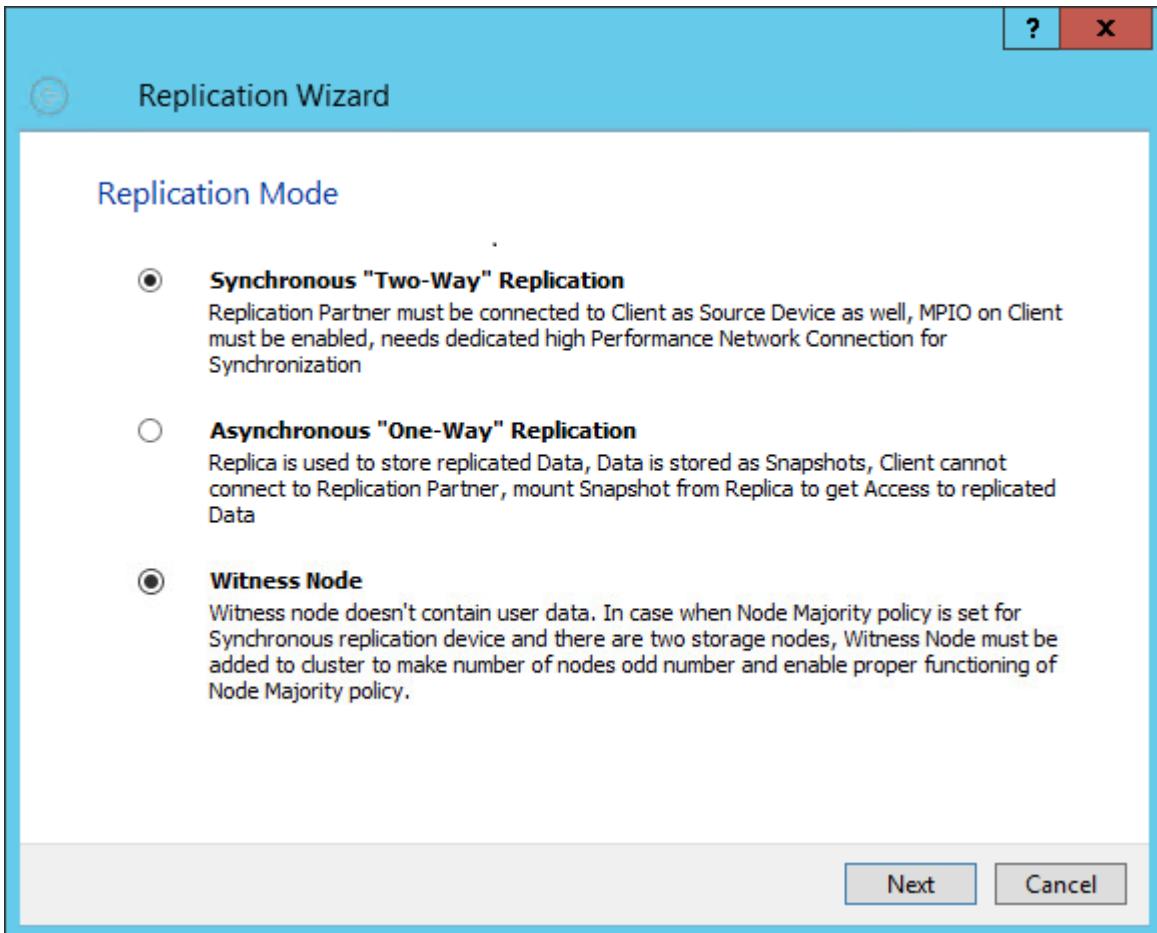 ?
X
Replication Wizard
Replication Mode
Synchronous "Two-Way" Replication
Replication Partner must be connected to Client as Source Device as well, MPIO on Client
must be enabled, needs dedicated high Performance Network Connection for
Synchronization
Asynchronous "One-Way" Replication
Replica is used to store replicated Data, Data is stored as Snapshots, Client cannot
connect to Replication Partner, mount Snapshot from Replica to get Access to replicated
Data
Witness Node
Witness node doesn't contain user data. In case when Node Majority policy is set for
Synchronous replication device and there are two storage nodes, Witness Node must be
added to cluster to make number of nodes odd number and enable proper functioning of
Node Majority policy.
Next
Cancel